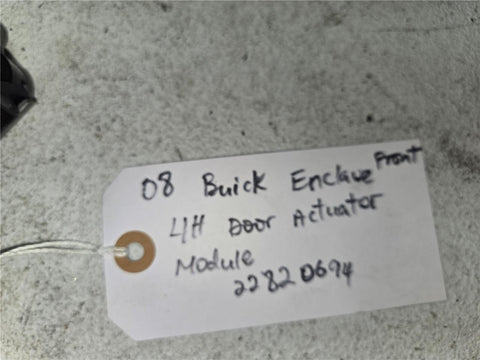 08 Buick Enclave Front
LH Door Actuator
Module
22820694